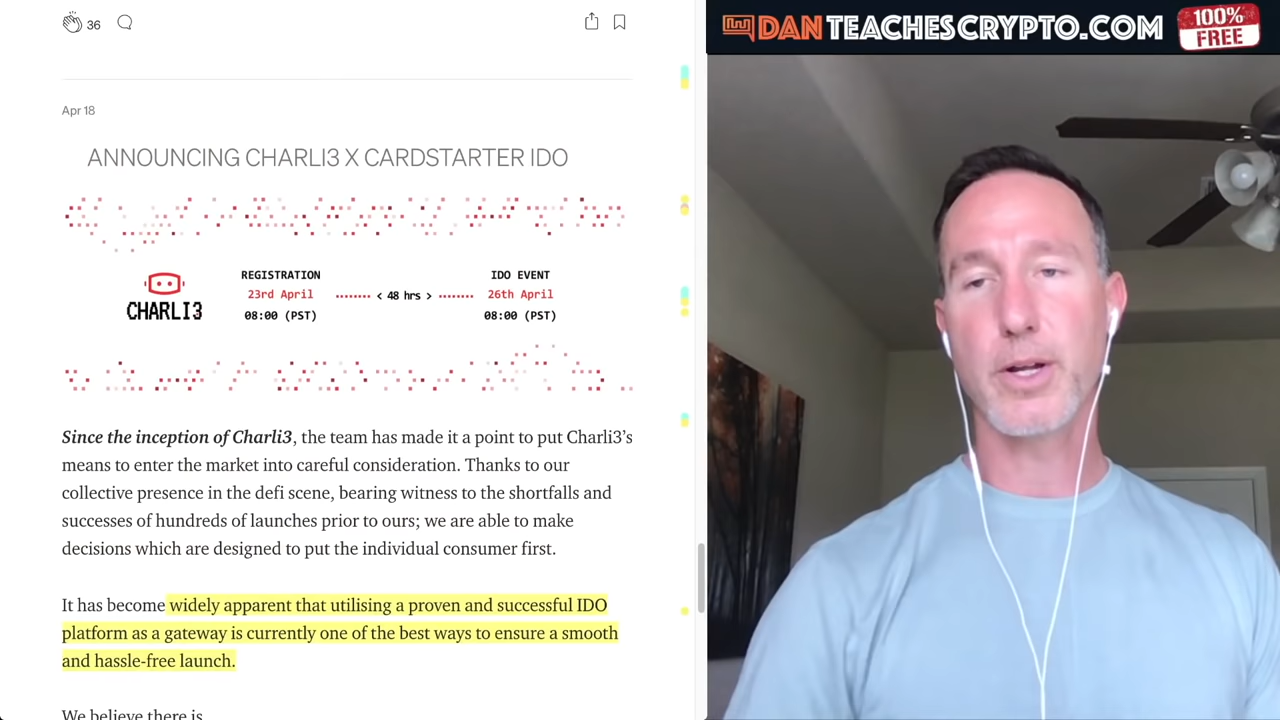 36
Apr 18
ANNOUNCING CHARLI3 X CARDSTARTER IDO
CHARLI3
REGISTRATION
23rd April
08:00 (PST)
< 48 hrs >
IDO EVENT
26th April
08:00 (PST)
Since the inception of Charli3, the team has made it a point to put Charli3’s
means to enter the market into careful consideration. Thanks to our
collective presence in the defi scene, bearing witness to the shortfalls and
successes of hundreds of launches prior to ours; we are able to make
decisions which are designed to put the individual consumer first.
It has become widely apparent that utilising a proven and successful IDO
platform as a gateway is currently one of the best ways to ensure a smooth
and hassle-free launch.
We believe there is
DANTEACHESCRYPTO.COM
100%
FREE